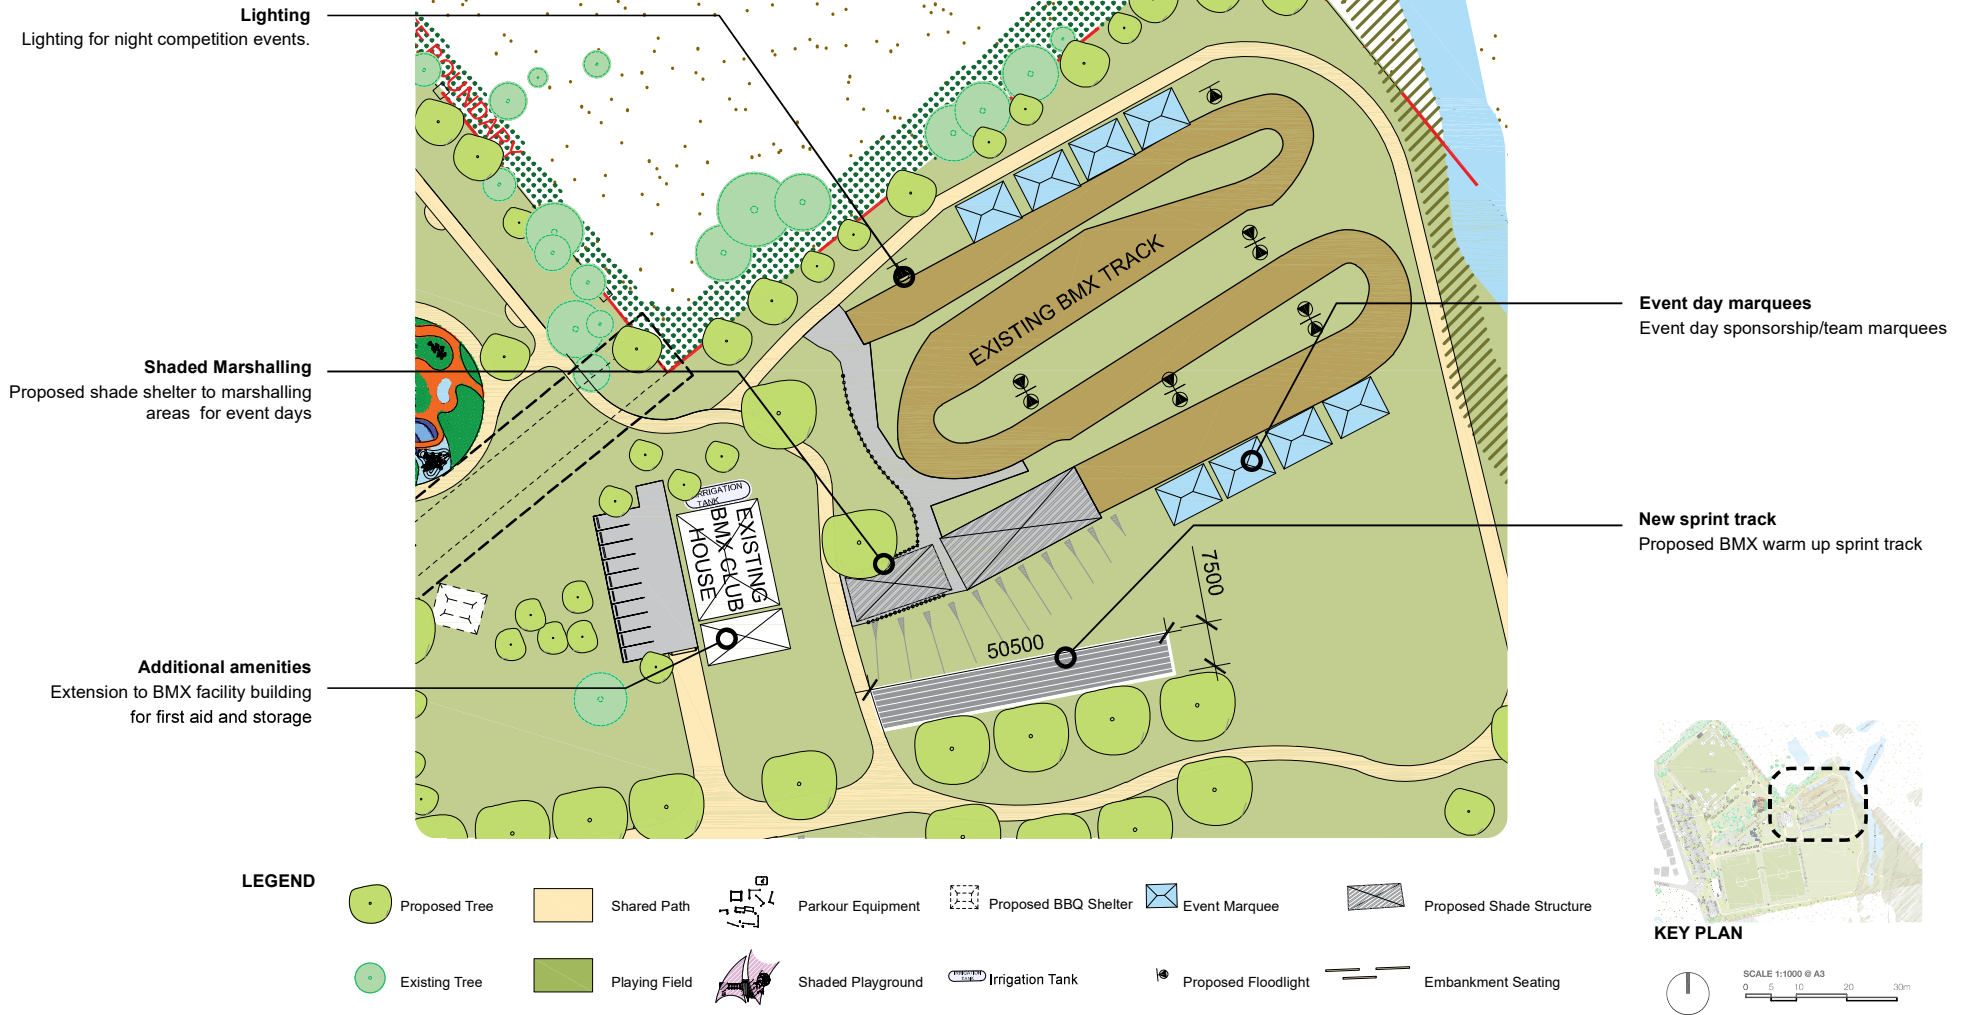 Lighting
Lighting for night competition events.
Shaded Marshalling
Proposed shade shelter to marshalling
areas for event days
Additional amenities
Extension to BMX facility building
for first aid and storage
BOUNDARY
EXISTING BMX TRACK
IRRIGATION
TANK
EXISTING
BMX CLUB
HOUSE
50500
7500
Event day marquees
Event day sponsorship/team marquees
New sprint track
Proposed BMX warm up sprint track
LEGEND
Proposed Tree
Shared Path
Parkour Equipment
Proposed BBQ Shelter
Event Marquee
Proposed Shade Structure
Existing Tree
Playing Field
Shaded Playground
IRRIGATION
TANK
Irrigation Tank
Proposed Floodlight
Embankment Seating
KEY PLAN
SCALE 1:1000 @ A3
0 5 10 20 30m